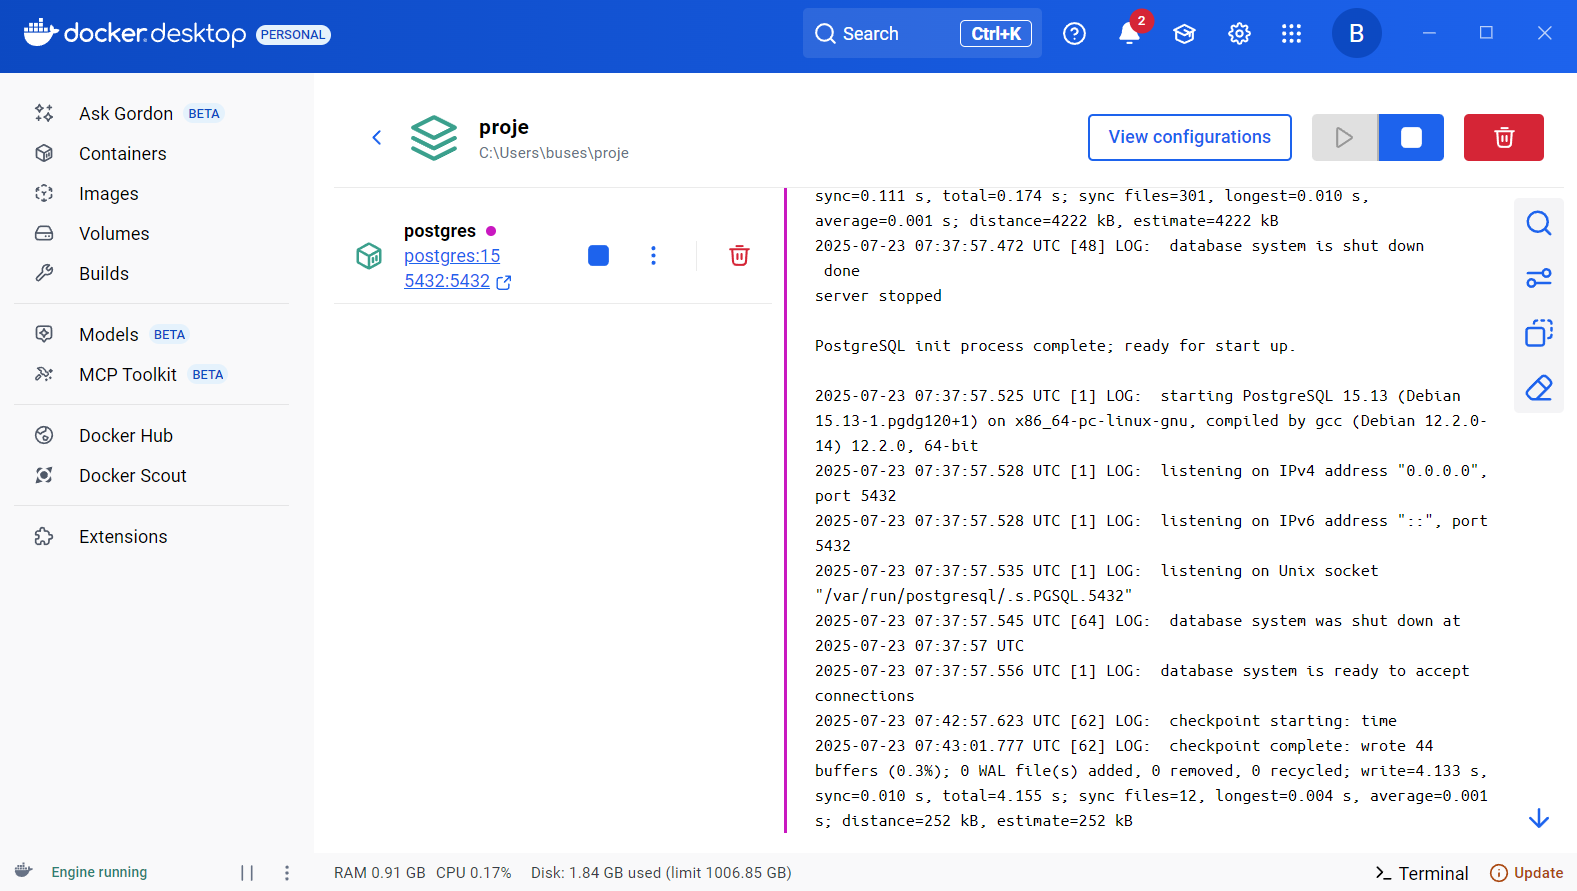 docker.desktop PERSONAL
Search Ctrl+K
2
B
Ask Gordon BETA
Containers
Images
Volumes
Builds
Models BETA
MCP Toolkit BETA
Docker Hub
Docker Scout
Extensions
proje
C:\Users\buses\proje
View configurations
postgres
postgres:15
5432:5432
sync=0.111 s, total=0.174 s; sync files=301, longest=0.010 s,
average=0.001 s; distance=4222 kB, estimate=4222 kB
2025-07-23 07:37:57.472 UTC [48] LOG:  database system is shut down
 done
server stopped
PostgreSQL init process complete; ready for start up.
2025-07-23 07:37:57.525 UTC [1] LOG:  starting PostgreSQL 15.13 (Debian
15.13-1.pgdg120+1) on x86_64-pc-linux-gnu, compiled by gcc (Debian 12.2.0-
14) 12.2.0, 64-bit
2025-07-23 07:37:57.528 UTC [1] LOG:  listening on IPv4 address "0.0.0.0",
port 5432
2025-07-23 07:37:57.528 UTC [1] LOG:  listening on IPv6 address "::", port
5432
2025-07-23 07:37:57.535 UTC [1] LOG:  listening on Unix socket
"/var/run/postgresql/.s.PGSQL.5432"
2025-07-23 07:37:57.545 UTC [64] LOG:  database system was shut down at
2025-07-23 07:37:57 UTC
2025-07-23 07:37:57.556 UTC [1] LOG:  database system is ready to accept
connections
2025-07-23 07:42:57.623 UTC [62] LOG:  checkpoint starting: time
2025-07-23 07:43:01.777 UTC [62] LOG:  checkpoint complete: wrote 44
buffers (0.3%); 0 WAL file(s) added, 0 removed, 0 recycled; write=4.133 s,
sync=0.010 s, total=4.155 s; sync files=12, longest=0.004 s, average=0.001
s; distance=252 kB, estimate=252 kB
Engine running
RAM 0.91 GB CPU 0.17% Disk: 1.84 GB used (limit 1006.85 GB)
Terminal
Update